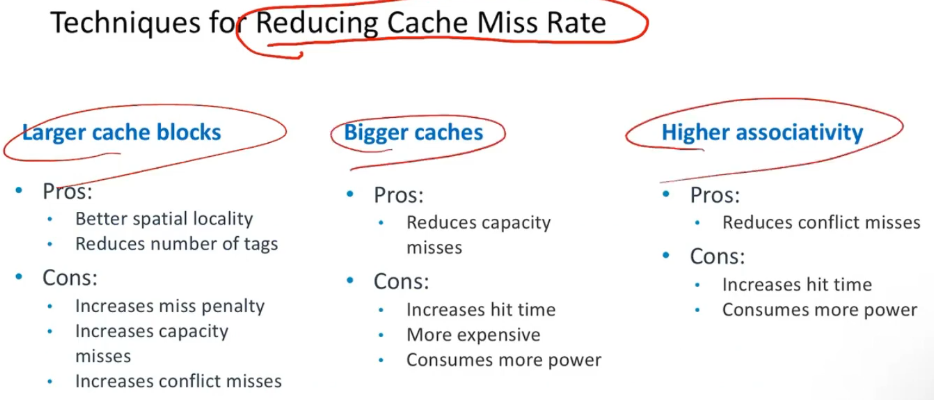 Techniques for Reducing Cache Miss Rate
Larger cache blocks
• Pros:
• Better spatial locality
• Reduces number of tags
• Cons:
• Increases miss penalty
• Increases capacity
misses
• Increases conflict misses
Bigger caches
• Pros:
• Reduces capacity
misses
• Cons:
• Increases hit time
• More expensive
• Consumes more power
Higher associativity
• Pros:
• Reduces conflict misses
• Cons:
• Increases hit time
• Consumes more power